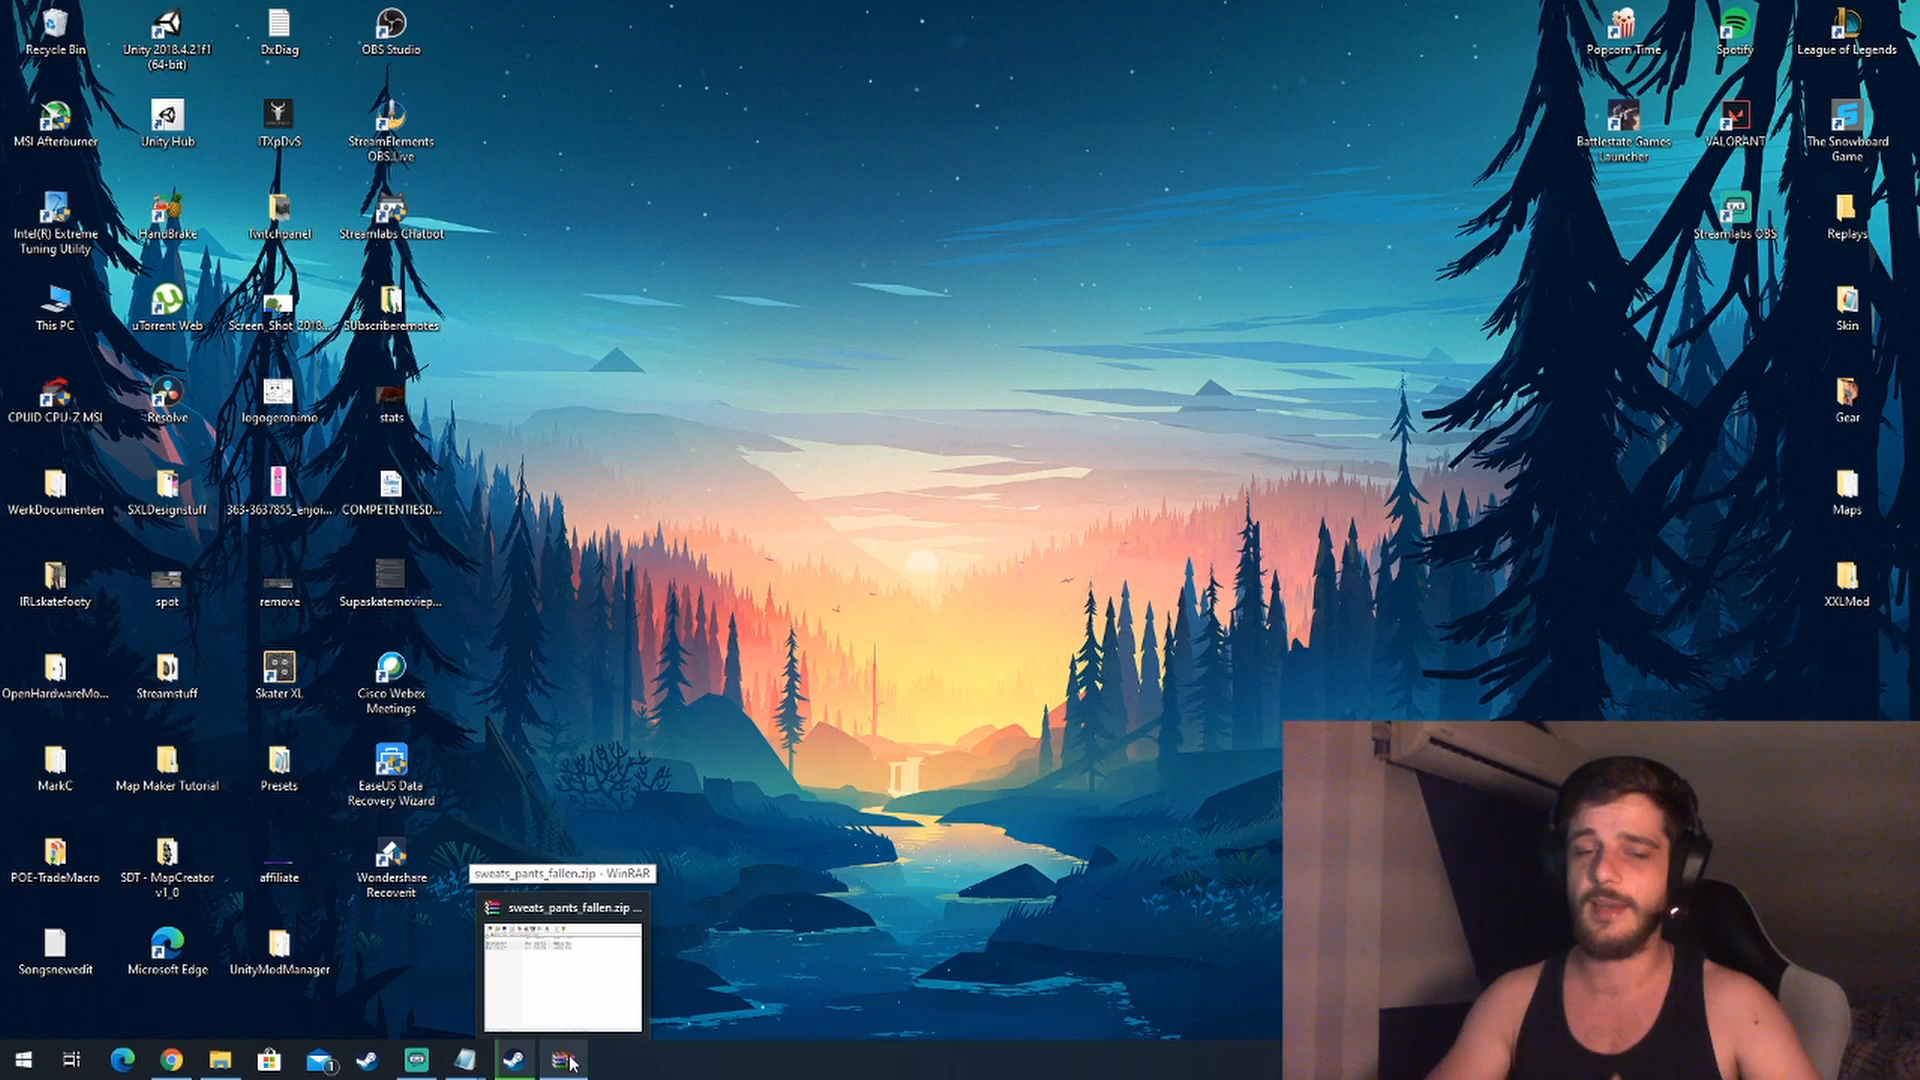 Recycle Bin
Unity 2018.4.21f1
(64-bit)
DxDiag
OBS Studio
Popcorn Time
Spotify
League of Legends
MSI Afterburner
Unity Hub
ITXpDvS
StreamElements
OBS.Live
Battlestate Games
Launcher
VALORANT
The Snowboard
Game
Intel(R) Extreme
Tuning Utility
HandBrake
Twitchpanel
Streamlabs Chatbot
Streamlabs OBS
Replays
This PC
uTorrent Web
Screen_Shot_2018...
SUbscriberemotes
Skin
CPUID CPU-Z MSI
Resolve
logogeronimo
stats
Gear
WerkDocumenten
SXLDesignstuff
363-3637855_enjoi...
COMPETENTIESD...
Maps
IRLskatefooty
spot
remove
Supaskatemoviep...
XXLMod
OpenHardwareMo...
Streamstuff
Skater XL
Cisco Webex
Meetings
MarkC
Map Maker Tutorial
Presets
EaseUS Data
Recovery Wizard
POE-TradeMacro
SDT - MapCreator
v1_0
affiliate
Wondershare
Recoverit
sweats_pants_fallen.zip - WinRAR
sweats_pants_fallen.zip ...
Songsnewedit
Microsoft Edge
UnityModManager
1